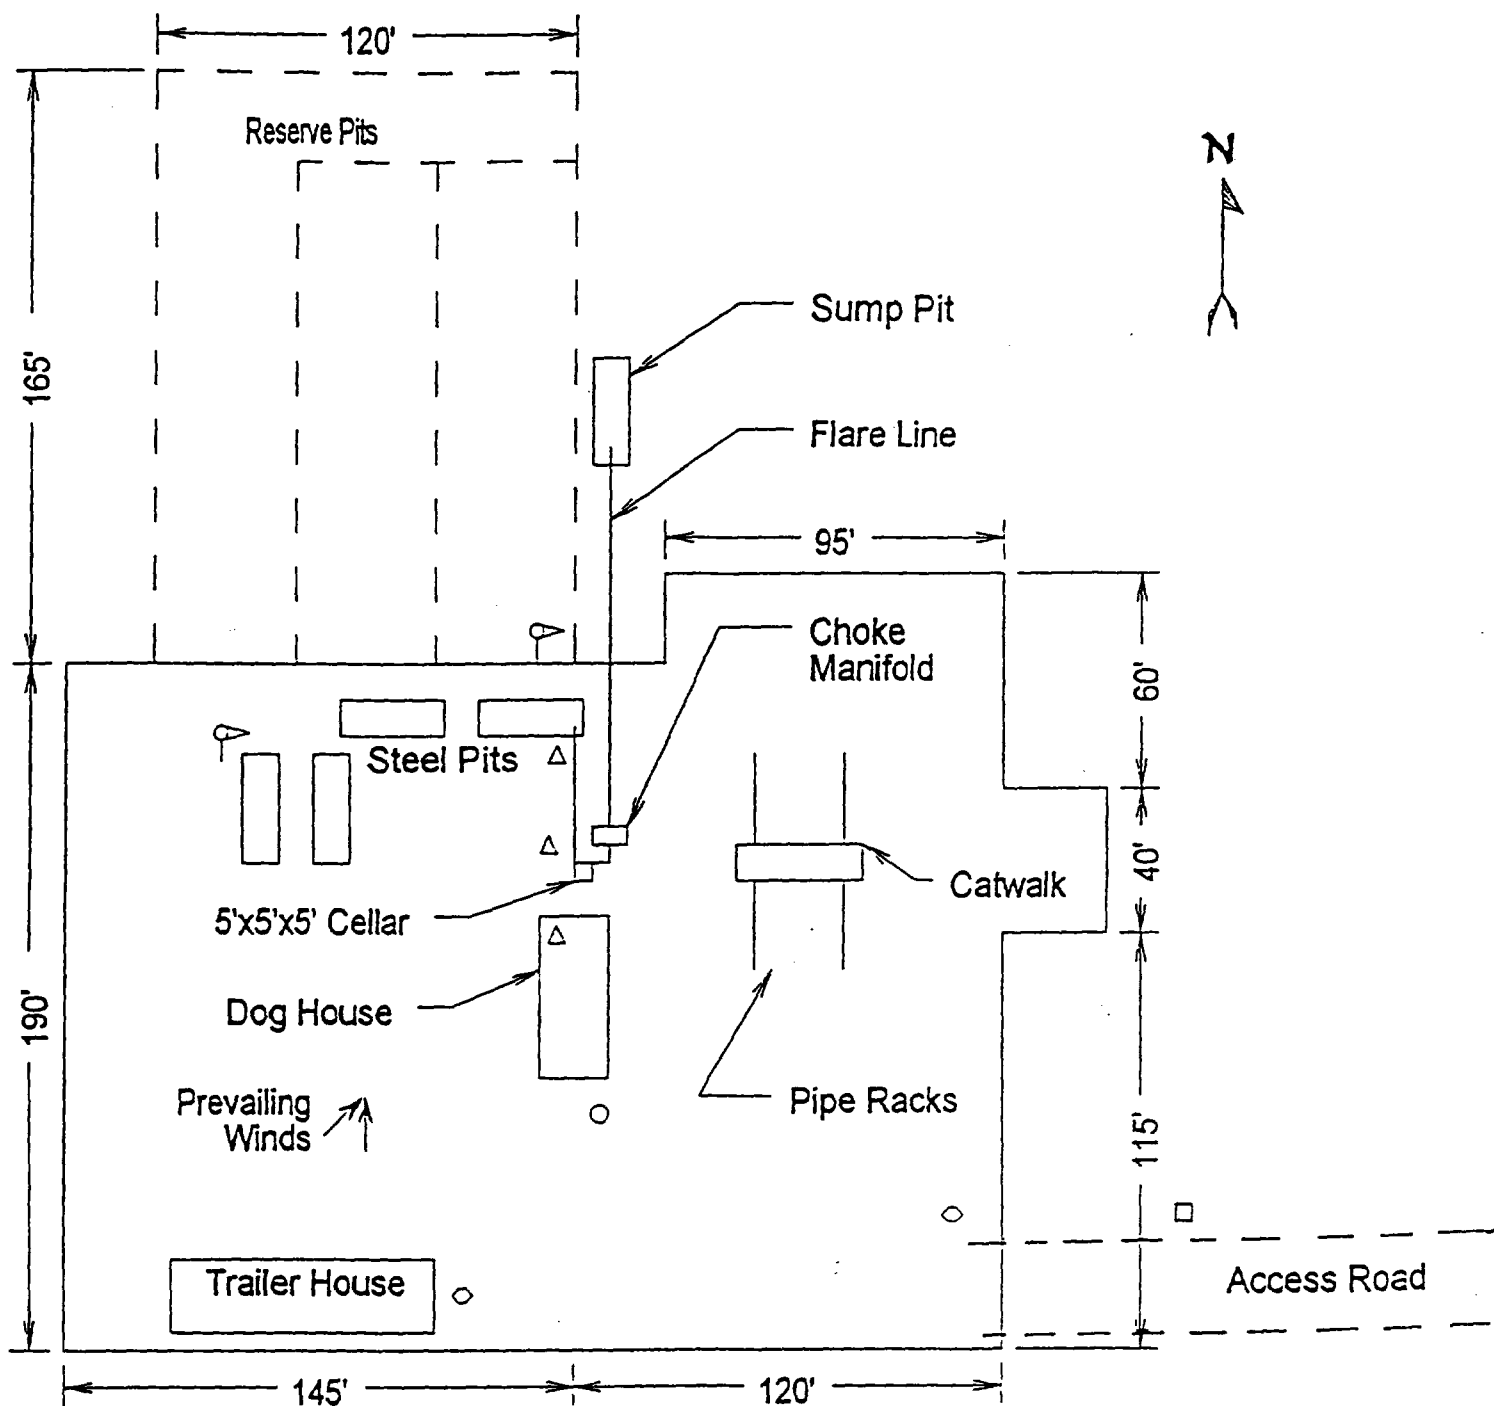 120'
Reserve Pits
N
Sump Pit
165'
Flare Line
95'
Choke
Manifold
60'
Steel Pits
40'
Catwalk
5'x5'x5' Cellar
190'
Dog House
Prevailing
Winds
Pipe Racks
115'
Trailer House
Access Road
145'
120'